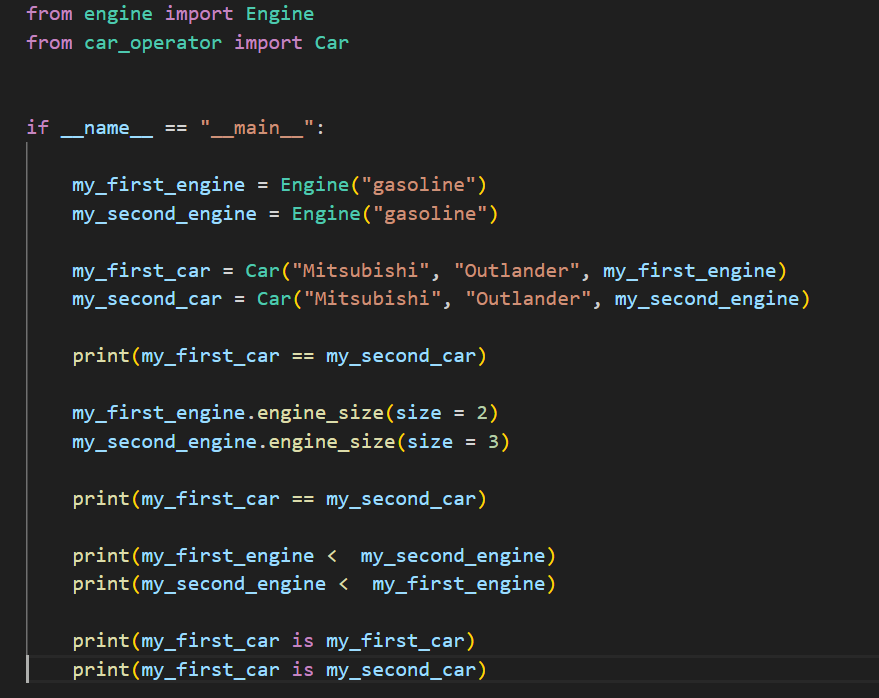 from engine import Engine
from car_operator import Car
if __name__ == "__main__":
my_first_engine = Engine("gasoline")
my_second_engine = Engine("gasoline")
my_first_car = Car("Mitsubishi", "Outlander", my_first_engine)
my_second_car = Car("Mitsubishi", "Outlander", my_second_engine)
print(my_first_car == my_second_car)
my_first_engine.engine_size(size = 2)
my_second_engine.engine_size(size = 3)
print(my_first_car == my_second_car)
print(my_first_engine <  my_second_engine)
print(my_second_engine <  my_first_engine)
print(my_first_car is my_first_car)
print(my_first_car is my_second_car)